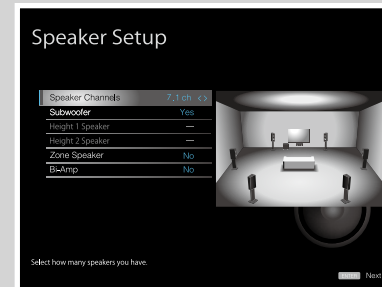 Speaker Setup
Speaker Channels 7.1 ch <>
Subwoofer Yes
Height 1 Speaker ---
Height 2 Speaker ---
Zone Speaker No
Bi-Amp No
Select how many speakers you have.
ENTER Next